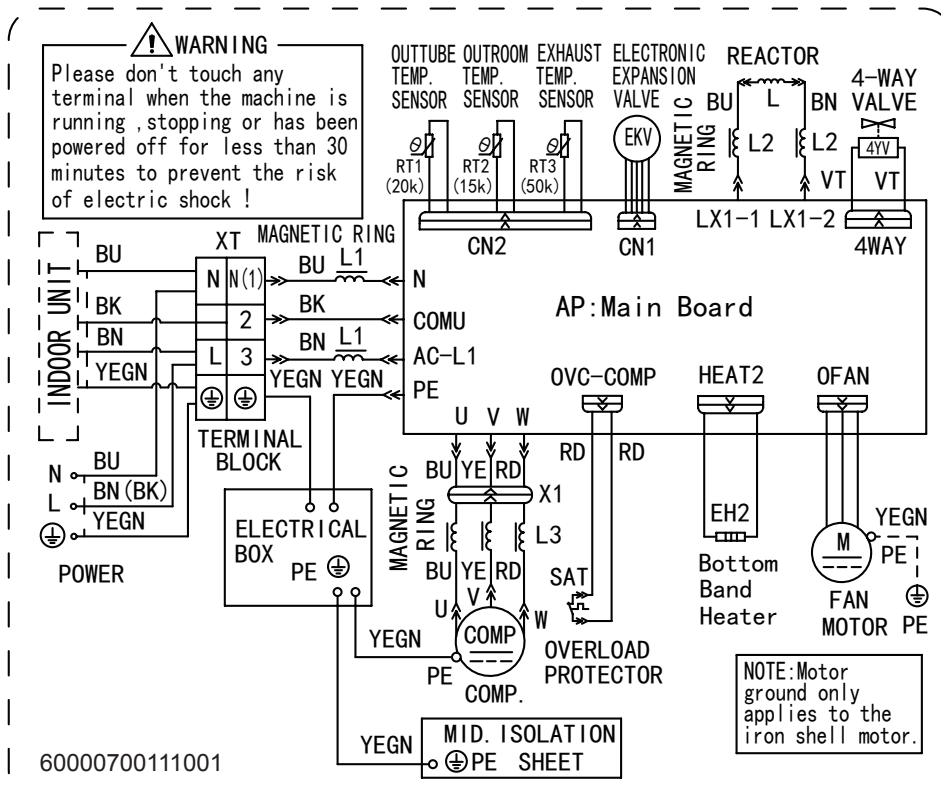 WARNING
Please don't touch any
terminal when the machine is
running ,stopping or has been
powered off for less than 30
minutes to prevent the risk
of electric shock !
OUTTUBE
TEMP.
SENSOR
OUTROOM
TEMP.
SENSOR
EXHAUST
TEMP.
SENSOR
ELECTRONIC
EXPANSION
VALVE
REACTOR
4-WAY
VALVE
MAGNETIC
RING
BU
L
BN
EKV
L2
L2
4YV
RT1
(20k)
RT2
(15k)
RT3
(50k)
VT
VT
CN2
CN1
LX1-1
LX1-2
4WAY
INDOOR UNIT
BU
BK
BN
YEGN
XT
MAGNETIC RING
N
N(1)
BU
L1
N
2
BK
COMU
L
3
BN
L1
AC-L1
YEGN
YEGN
PE
AP:Main Board
TERMINAL
BLOCK
OVC-COMP
HEAT2
OFAN
U
V
W
N
BU
L
BN(BK)
YEGN
POWER
ELECTRICAL
BOX
PE
MAGNETIC
RING
BU
YE
RD
X1
L3
BU
YE
RD
U
V
W
COMP
PE
COMP.
YEGN
RD
RD
SAT
OVERLOAD
PROTECTOR
EH2
Bottom
Band
Heater
M
YEGN
PE
FAN
MOTOR
PE
YEGN
MID. ISOLATION
PE SHEET
NOTE:Motor
ground only
applies to the
iron shell motor.
60000700111001